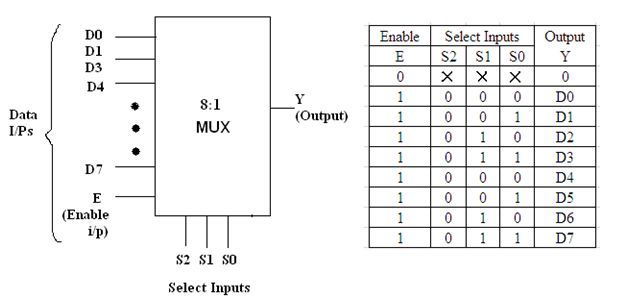 D0
D1
D3
D4
Data
I/Ps
D7
E
(Enable
i/p)
8:1
MUX
Y
(Output)
S2 S1 S0
Select Inputs
Enable Select Inputs Output
E S2 S1 S0 Y
0 X X X 0
1 0 0 0 D0
1 0 0 1 D1
1 0 1 0 D2
1 0 1 1 D3
1 0 0 0 D4
1 0 0 1 D5
1 0 1 0 D6
1 0 1 1 D7